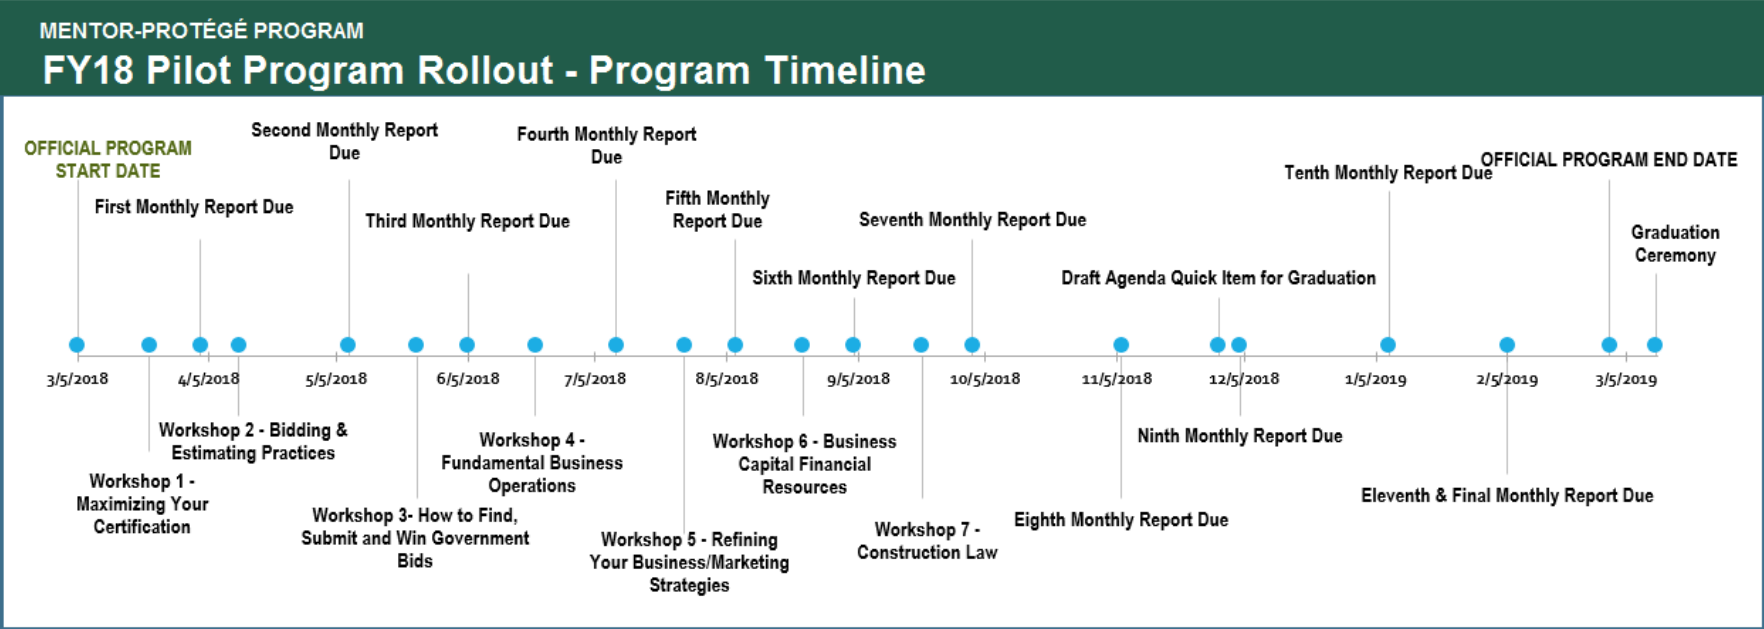 MENTOR-PROTÉGÉ PROGRAM
FY18 Pilot Program Rollout - Program Timeline
OFFICIAL PROGRAM
START DATE
First Monthly Report Due
Second Monthly Report
Due
Third Monthly Report Due
Fourth Monthly Report
Due
Fifth Monthly
Report Due
Sixth Monthly Report Due
Seventh Monthly Report Due
Draft Agenda Quick Item for Graduation
Tenth Monthly Report Due
OFFICIAL PROGRAM END DATE
Graduation
Ceremony
3/5/2018
4/5/2018
5/5/2018
6/5/2018
7/5/2018
8/5/2018
9/5/2018
10/5/2018
11/5/2018
12/5/2018
1/5/2019
2/5/2019
3/5/2019
Workshop 1 -
Maximizing Your
Certification
Workshop 2 - Bidding &
Estimating Practices
Workshop 3- How to Find,
Submit and Win Government
Bids
Workshop 4 -
Fundamental Business
Operations
Workshop 5 - Refining
Your Business/Marketing
Strategies
Workshop 6 - Business
Capital Financial
Resources
Workshop 7 -
Construction Law
Eighth Monthly Report Due
Ninth Monthly Report Due
Eleventh & Final Monthly Report Due